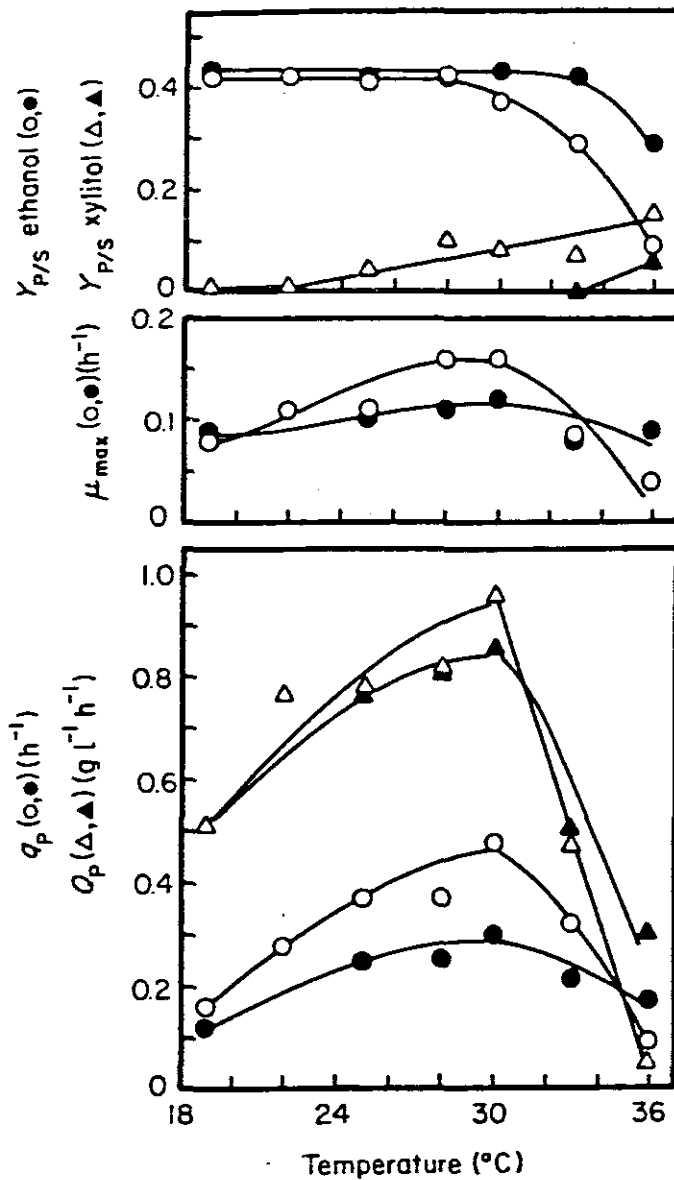 Y_P/S ethanol (o,●)
Y_P/S xylitol (△,▲)
0.4
0.2
0
μ_max (o,●)(h⁻¹)
0.2
0.1
0
q_P (o,●)(h⁻¹)
Q_P (△,▲)(g l⁻¹ h⁻¹)
1.0
0.8
0.6
0.4
0.2
0
18 24 30 36
Temperature (°C)